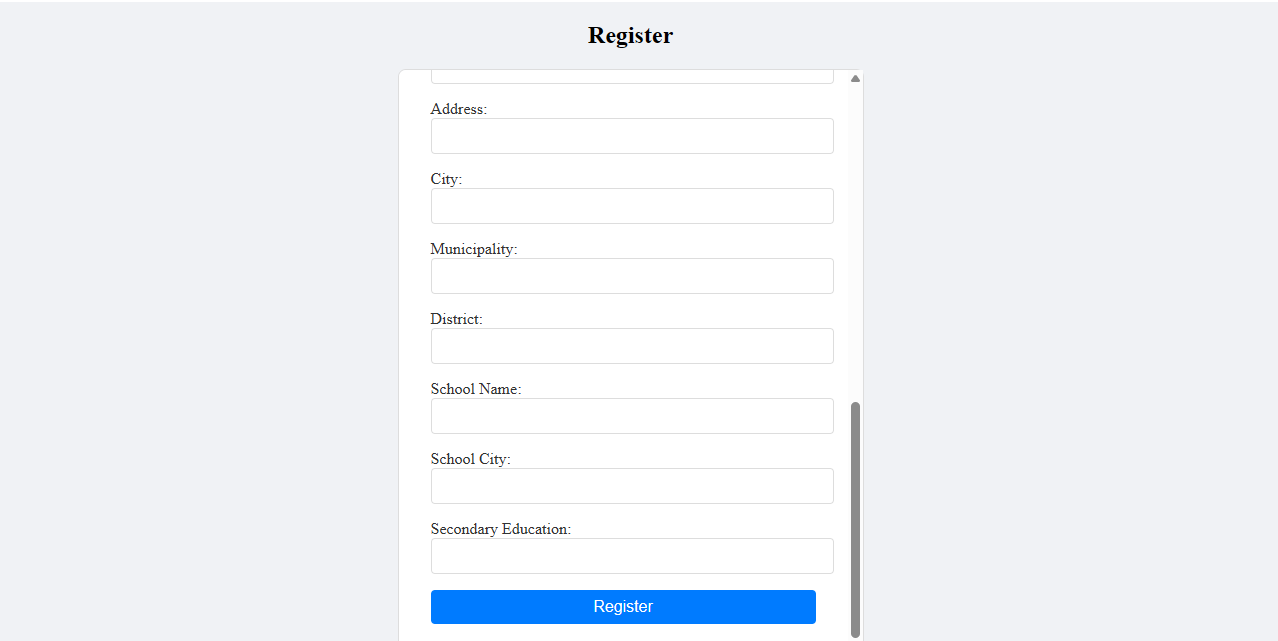 Register
Address:
City:
Municipality:
District:
School Name:
School City:
Secondary Education:
Register